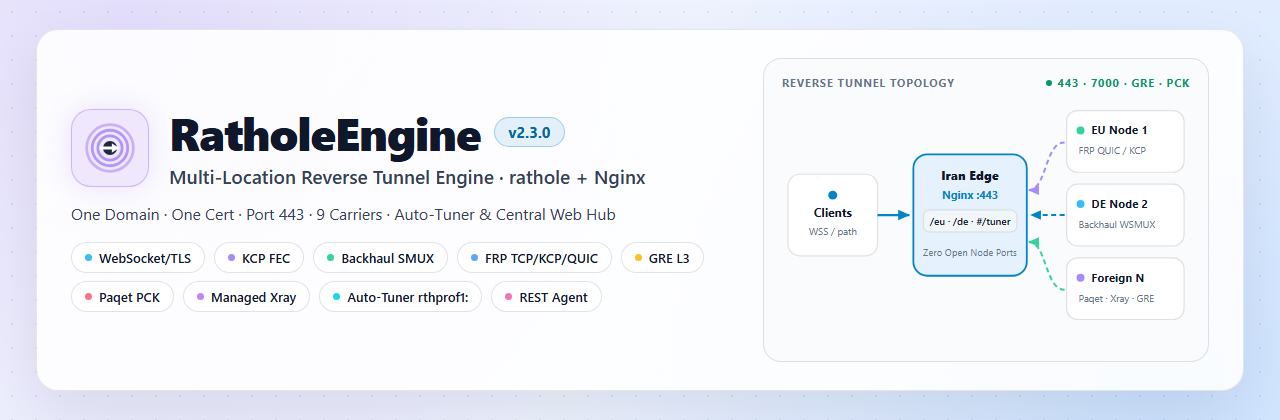 RatholeEngine v2.3.0
Multi-Location Reverse Tunnel Engine · rathole + Nginx
One Domain · One Cert · Port 443 · 9 Carriers · Auto-Tuner & Central Web Hub
WebSocket/TLS
KCP FEC
Backhaul SMUX
FRP TCP/KCP/QUIC
GRE L3
Paqet PCK
Managed Xray
Auto-Tuner rthprof1:
REST Agent
REVERSE TUNNEL TOPOLOGY
443 · 7000 · GRE · PCK
Clients
WSS / path
Iran Edge
Nginx :443
/eu · /de · #/tuner
Zero Open Node Ports
EU Node 1
FRP QUIC / KCP
DE Node 2
Backhaul WSMUX
Foreign N
Paqet · Xray · GRE